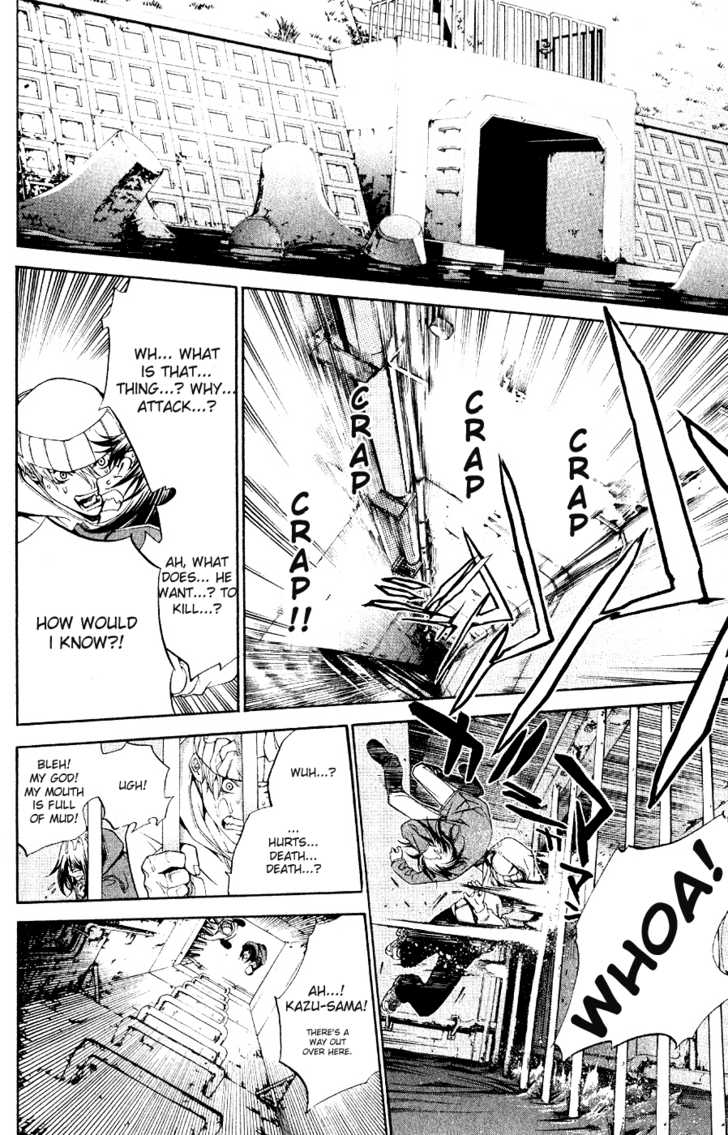 CRAP
CRAP
CRAP
CRAP!!
WH... WHAT
IS THAT...
THING...? WHY...
ATTACK...?
AH, WHAT
DOES... HE
WANT...? TO
KILL...?
HOW WOULD
I KNOW?!
WHOA!
WUH...?
...
HURTS...
DEATH...
DEATH...?
UGH!
BLEH!
MY GOD!
MY MOUTH
IS FULL
OF MUD!
AH...!
KAZU-SAMA!
THERE'S A
WAY OUT
OVER HERE.